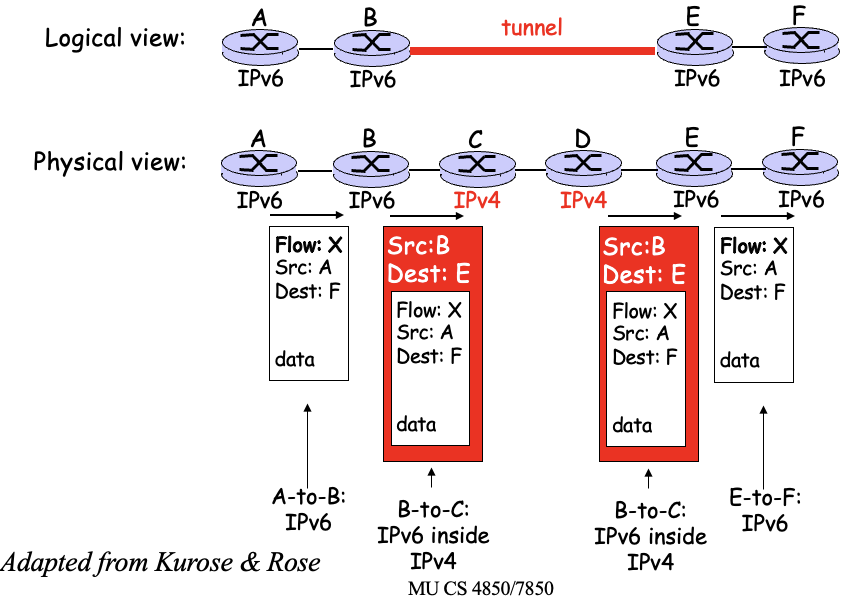 Logical view:
A
B
tunnel
E
F
IPv6
IPv6
IPv6
IPv6
Physical view:
A
B
C
D
E
F
IPv6
IPv6
IPv4
IPv4
IPv6
IPv6
Flow: X
Src: A
Dest: F
data
Src:B
Dest: E
Flow: X
Src: A
Dest: F
data
Src:B
Dest: E
Flow: X
Src: A
Dest: F
data
Flow: X
Src: A
Dest: F
data
A-to-B:
IPv6
B-to-C:
IPv6 inside
IPv4
B-to-C:
IPv6 inside
IPv4
E-to-F:
IPv6
Adapted from Kurose & Rose
MU CS 4850/7850